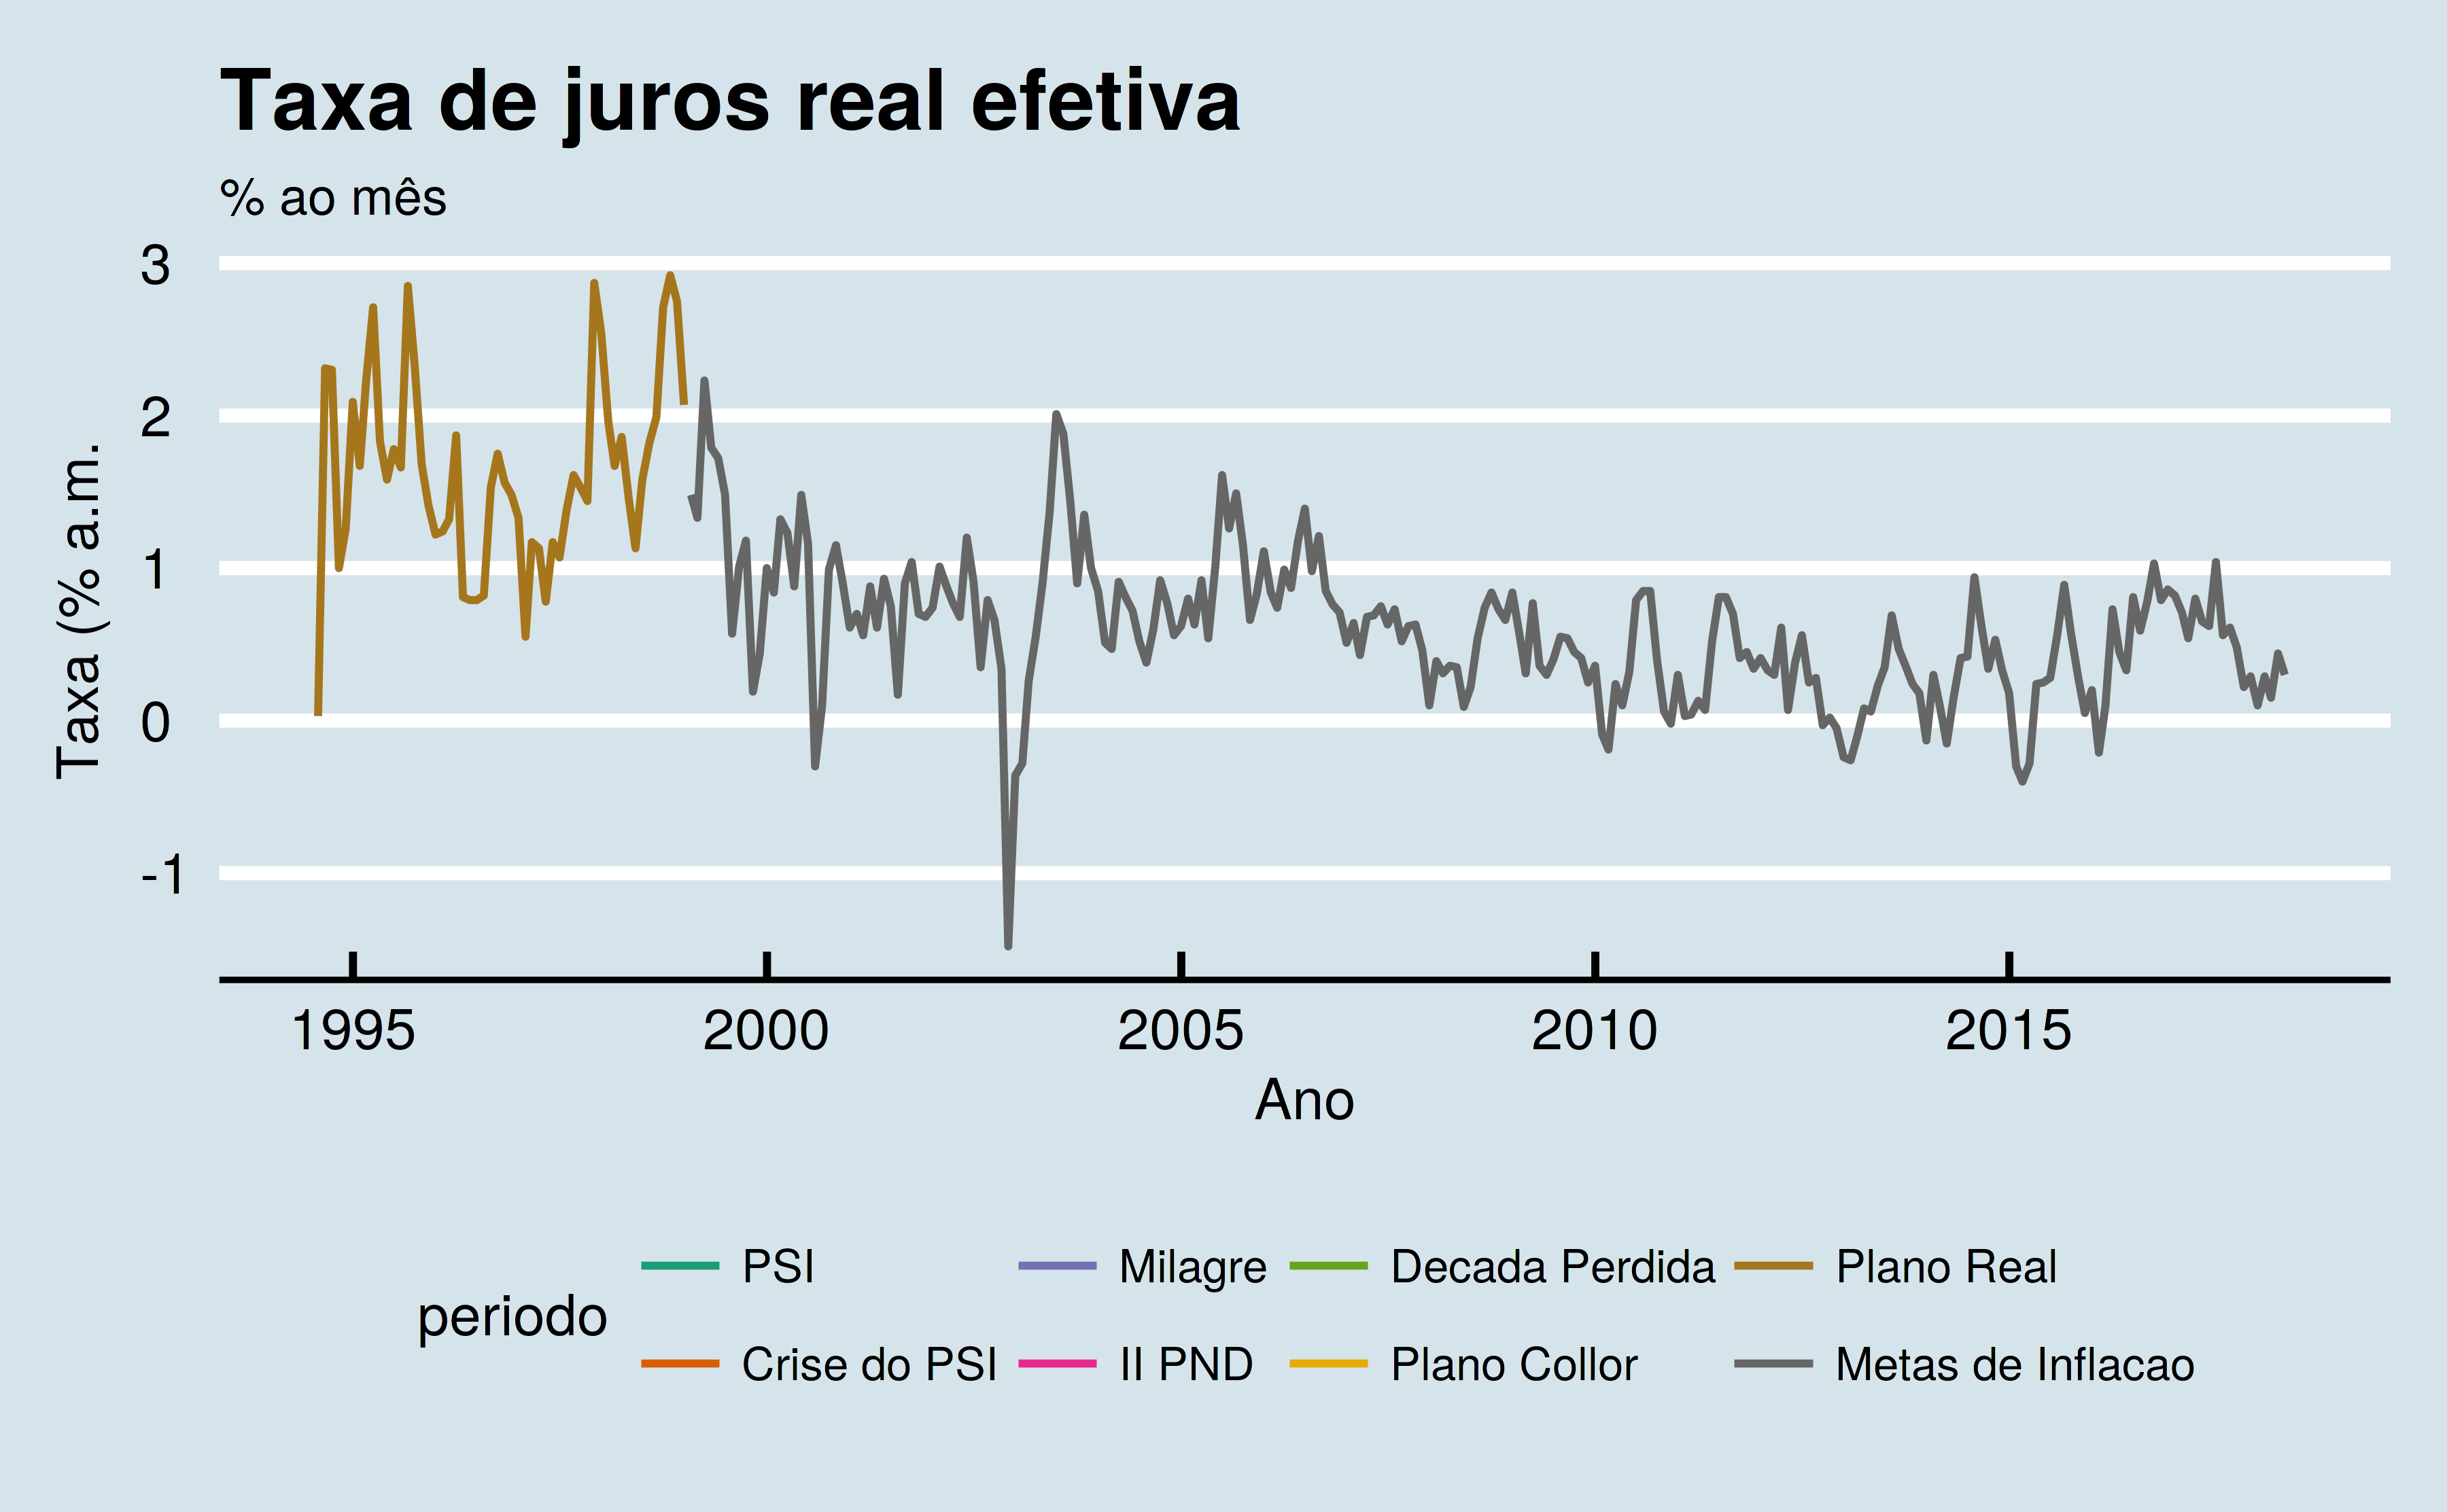 Taxa de juros real efetiva
% ao mês
Taxa (% a.m.
3
2
1
0
-1
1995 2000 2005 2010 2015
Ano
periodo
PSI Milagre Decada Perdida Plano Real
Crise do PSI II PND Plano Collor Metas de Inflacao